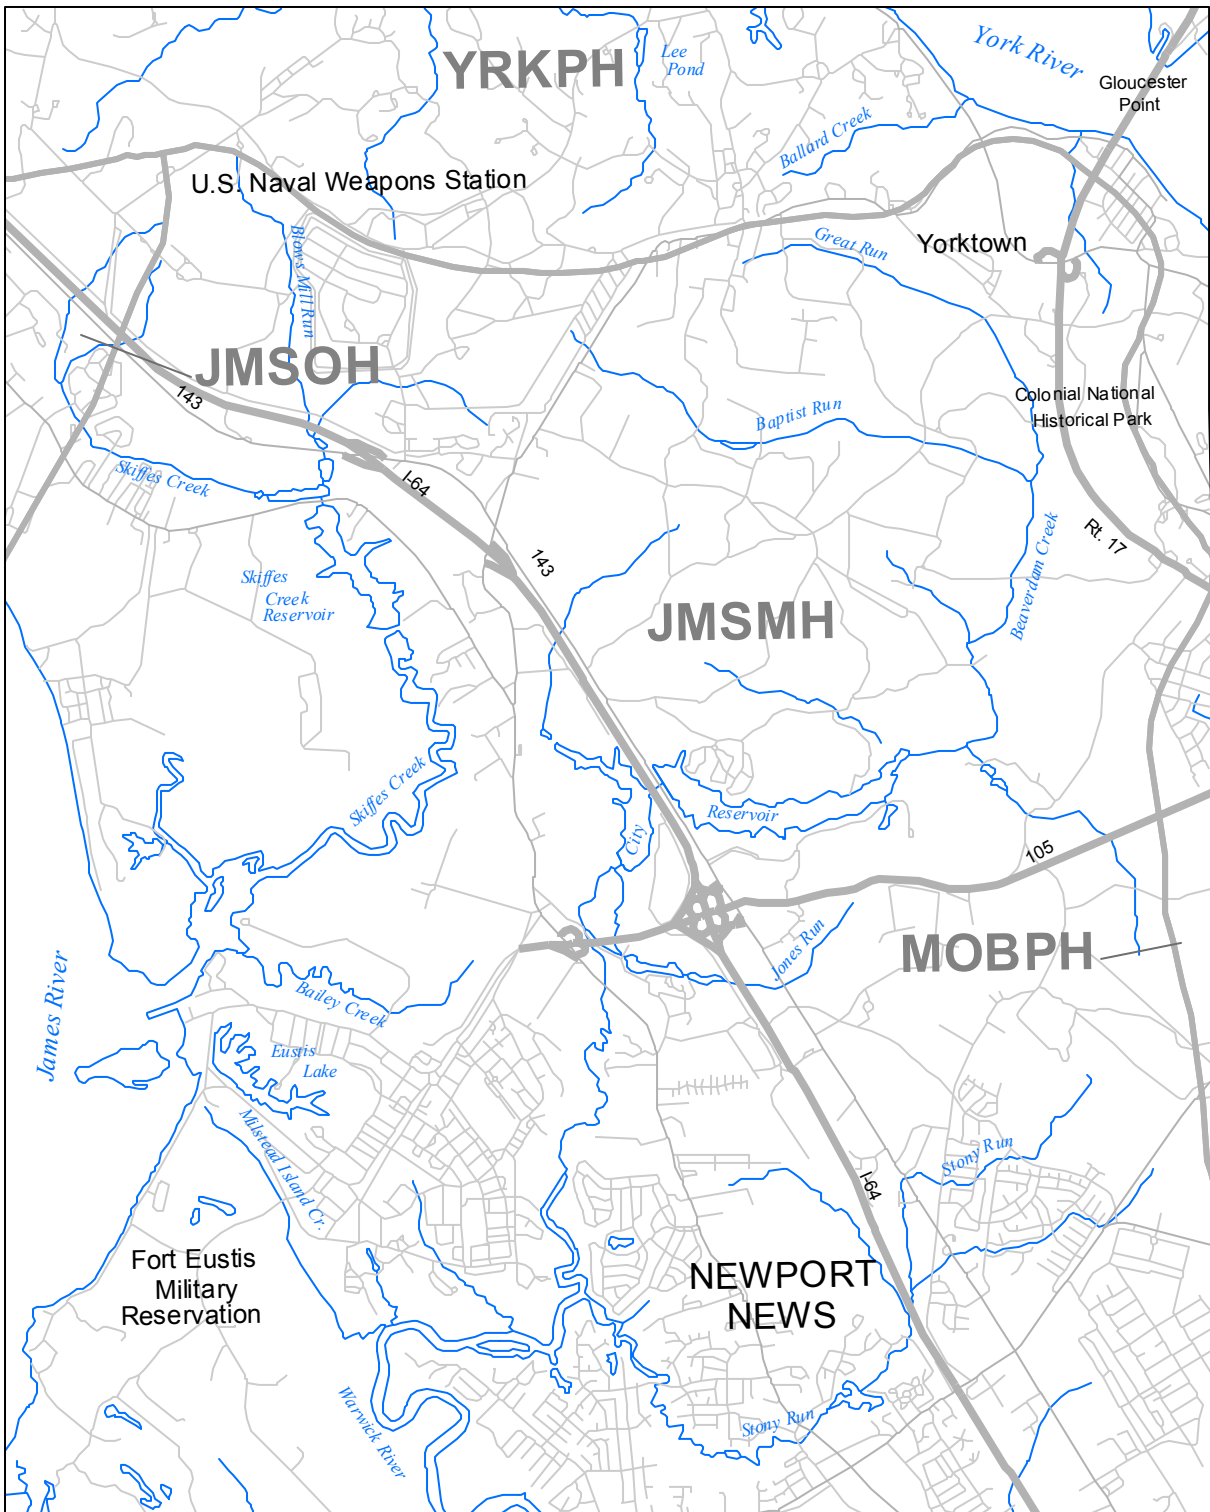 York River
YRKPH
Lee
Pond
Gloucester
Point
Ballard Creek
U.S. Naval Weapons Station
Great Run
Yorktown
Blows Mill Run
JMSOH
143
Colonial National
Historical Park
Baptist Run
Skiffes Creek
I-64
Rt. 17
143
Beaverdam Creek
Skiffes
Creek
Reservoir
JMSMH
Skiffes Creek
Reservoir
City
105
Jones Run
MOBPH
James River
Bailey Creek
Eustis
Lake
Milstead Island Cr.
Stony Run
I-64
Fort Eustis
Military
Reservation
NEWPORT
NEWS
Warwick River
Stony Run